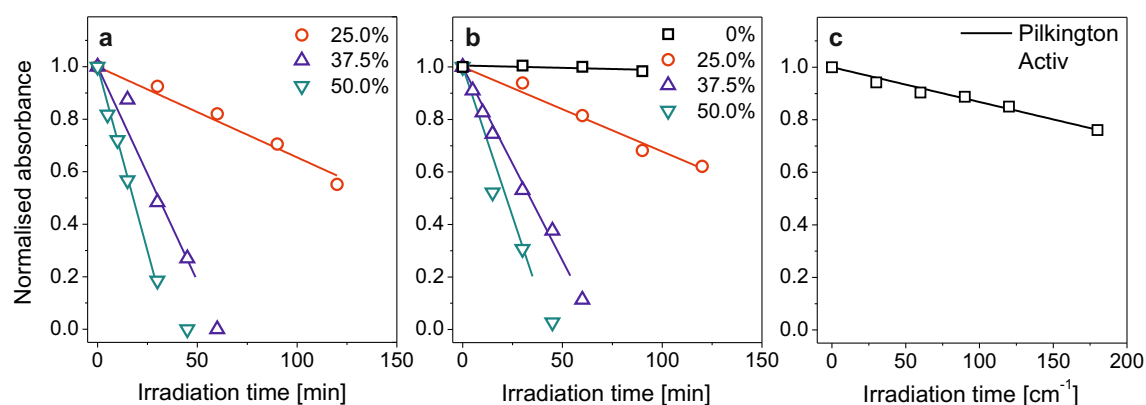 a
25.0%
37.5%
50.0%
b
0%
25.0%
37.5%
50.0%
c
Pilkington
Activ
Normalised absorbance
1.0
0.8
0.6
0.4
0.2
0.0
1.0
0.8
0.6
0.4
0.2
0.0
1.0
0.8
0.6
0.4
0.2
0.0
0 50 100 150
0 50 100 150
0 50 100 150 200
Irradiation time [min]
Irradiation time [min]
Irradiation time [cm⁻¹]